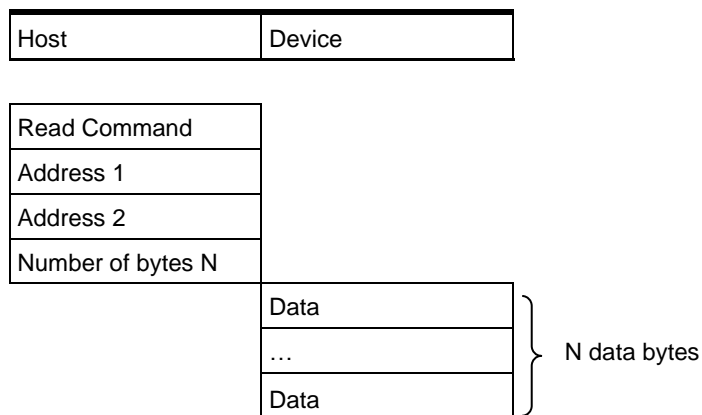 Host Device
Read Command
Address 1
Address 2
Number of bytes N
Data
… N data bytes
Data